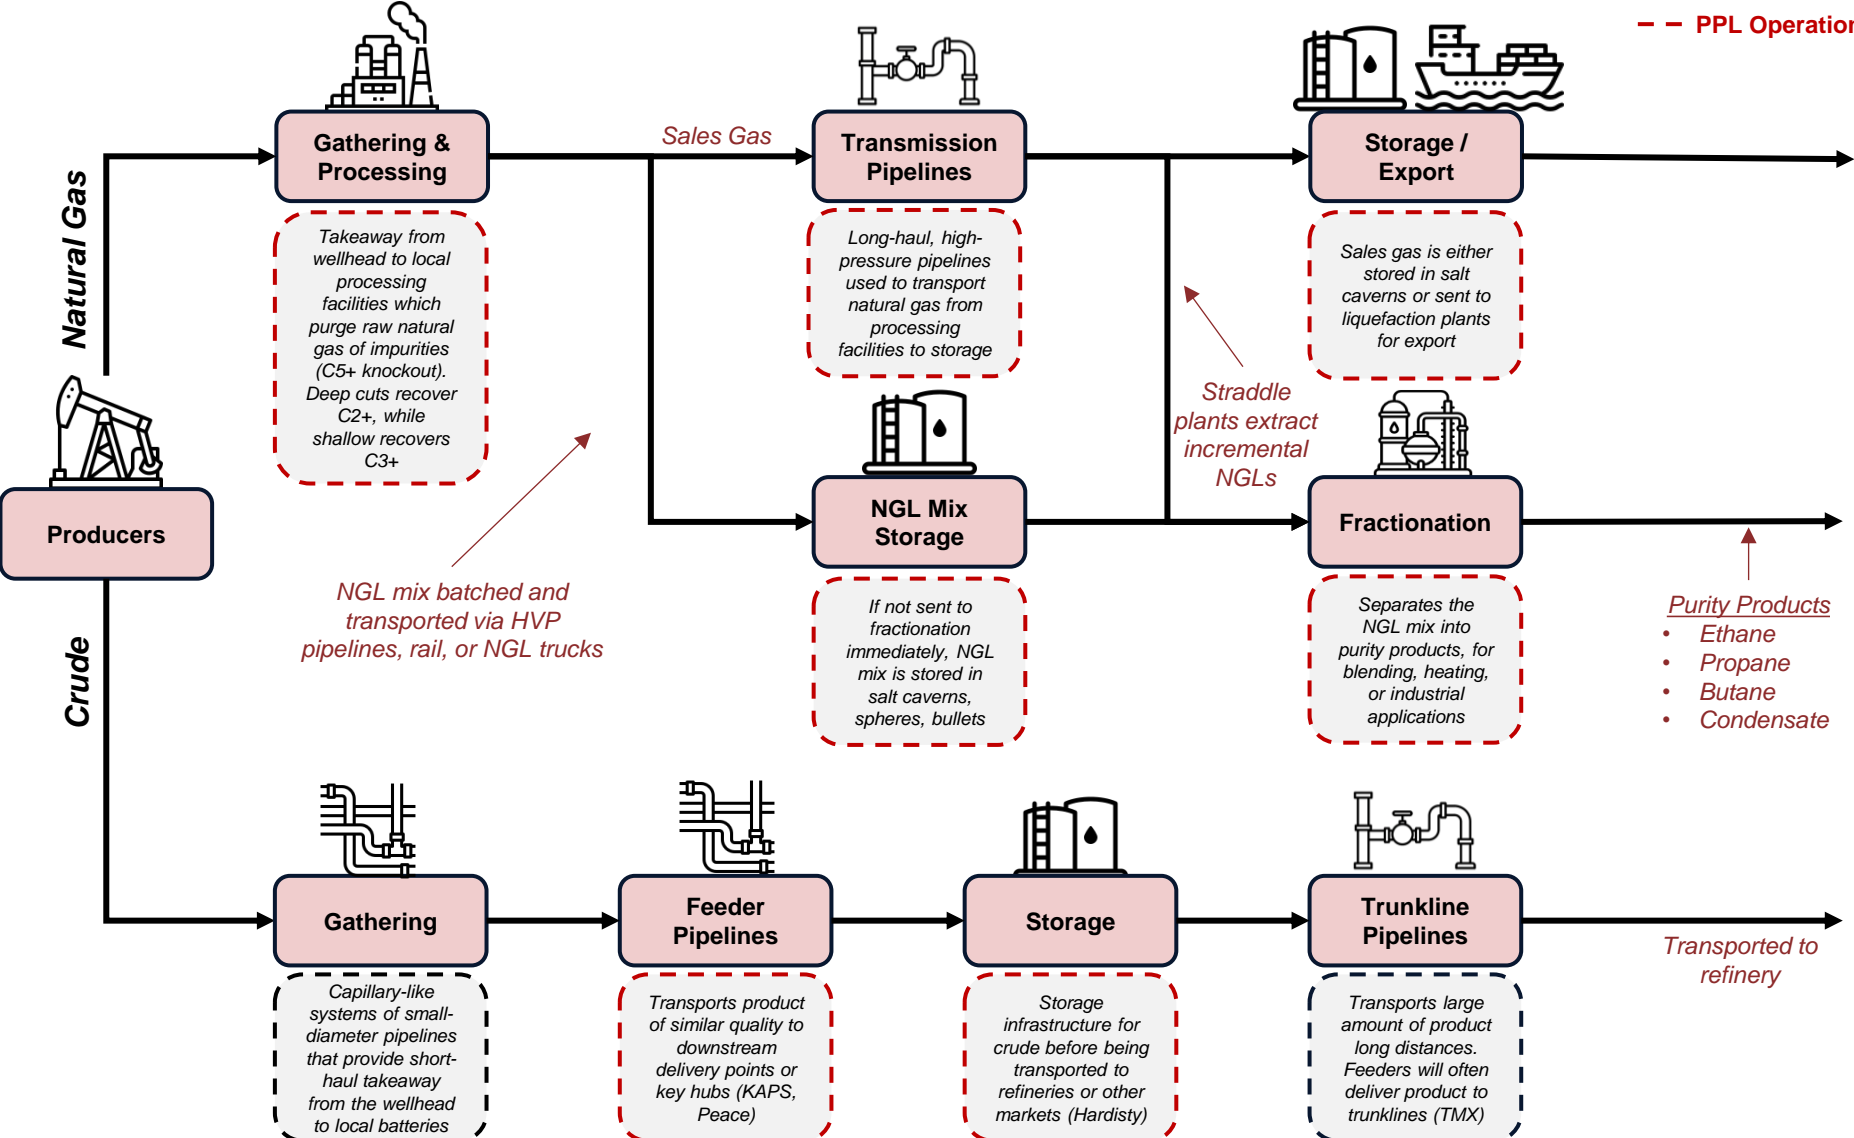 PPL Operation
Natural Gas
Gathering &
Processing
Sales Gas
Transmission
Pipelines
Storage /
Export
Takeaway from
wellhead to local
processing
facilities which
purge raw natural
gas of impurities
(C5+ knockout).
Deep cuts recover
C2+, while
shallow recovers
C3+
Long-haul, high-
pressure pipelines
used to transport
natural gas from
processing
facilities to storage
Sales gas is either
stored in salt
caverns or sent to
liquefaction plants
for export
Straddle
plants extract
incremental
NGLs
Producers
NGL Mix
Storage
Fractionation
NGL mix batched and
transported via HVP
pipelines, rail, or NGL trucks
If not sent to
fractionation
immediately, NGL
mix is stored in
salt caverns,
spheres, bullets
Separates the
NGL mix into
purity products, for
blending, heating,
or industrial
applications
Purity Products
• Ethane
• Propane
• Butane
• Condensate
Crude
Gathering
Feeder
Pipelines
Storage
Trunkline
Pipelines
Transported to
refinery
Capillary-like
systems of small-
diameter pipelines
that provide short-
haul takeaway
from the wellhead
to local batteries
Transports product
of similar quality to
downstream
delivery points or
key hubs (KAPS,
Peace)
Storage
infrastructure for
crude before being
transported to
refineries or other
markets (Hardisty)
Transports large
amount of product
long distances.
Feeders will often
deliver product to
trunklines (TMX)